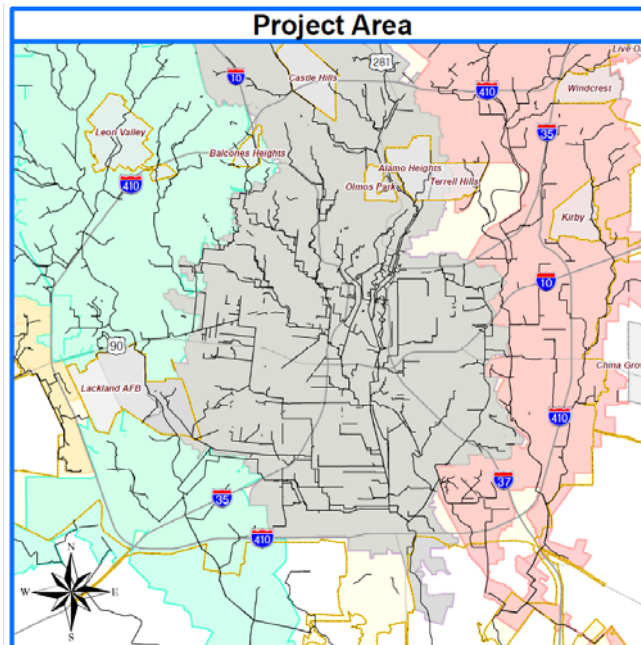 Project Area
Live O
281
10
Castle Hills
410
Windcrest
35
Leon Valley
Balcones Heights
Alamo Heights
410
Olmos Park
Terrell Hills
Kirby
10
90
China Gro
Lackland AFB
410
37
35
410
N
W
E
S